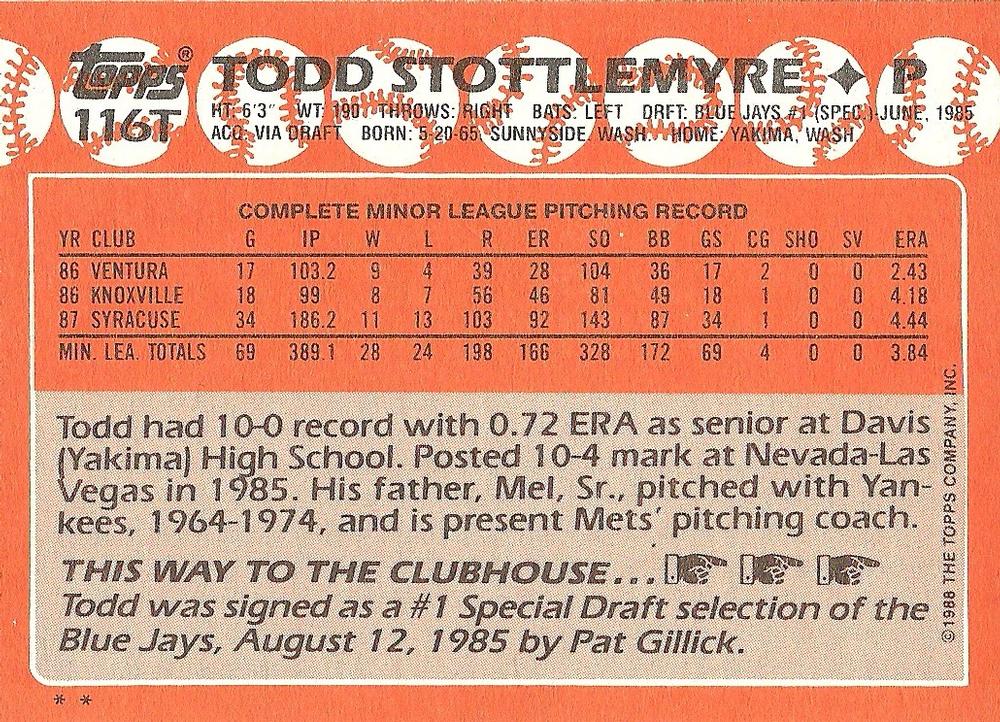 Topps® TODD STOTTLEMYRE ✦ P
116T HT: 6'3" WT: 190 THROWS: RIGHT BATS: LEFT DRFT: BLUE JAYS #1 (SPEC.)-JUNE, 1985
ACQ: VIA DRAFT BORN: 5-20-65, SUNNYSIDE, WASH. HOME: YAKIMA, WASH
COMPLETE MINOR LEAGUE PITCHING RECORD
YR CLUB G IP W L R ER SO BB GS CG SHO SV ERA
86 VENTURA 17 103.2 9 4 39 28 104 36 17 2 0 0 2.43
86 KNOXVILLE 18 99 8 7 56 46 81 49 18 1 0 0 4.18
87 SYRACUSE 34 186.2 11 13 103 92 143 87 34 1 0 0 4.44
MIN. LEA. TOTALS 69 389.1 28 24 198 166 328 172 69 4 0 0 3.84
Todd had 10-0 record with 0.72 ERA as senior at Davis
(Yakima) High School. Posted 10-4 mark at Nevada-Las
Vegas in 1985. His father, Mel, Sr., pitched with Yan-
kees, 1964-1974, and is present Mets' pitching coach.
THIS WAY TO THE CLUBHOUSE...
Todd was signed as a #1 Special Draft selection of the
Blue Jays, August 12, 1985 by Pat Gillick.
©1988 THE TOPPS COMPANY, INC.
* *